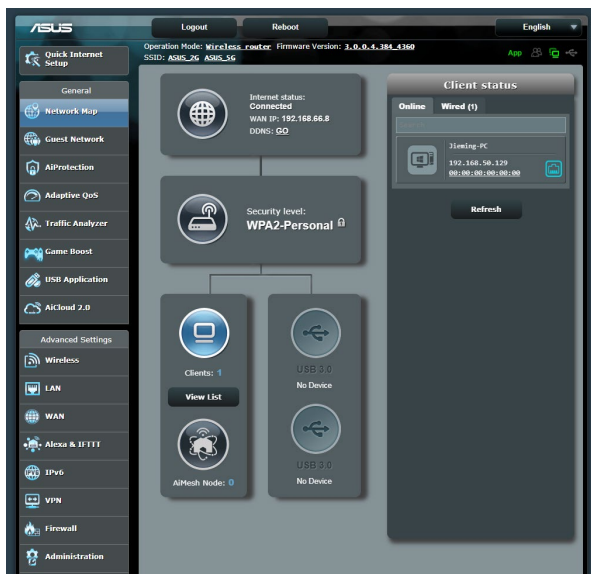 ASUS
Logout
Reboot
English
Operation Mode: Wireless router Firmware Version: 3.0.0.4.384_4360
SSID: ASUS_2G ASUS_5G
App
Quick Internet
Setup
General
Network Map
Guest Network
AiProtection
Adaptive QoS
Traffic Analyzer
Game Boost
USB Application
AiCloud 2.0
Advanced Settings
Wireless
LAN
WAN
Alexa & IFTTT
IPv6
VPN
Firewall
Administration
Internet status:
Connected
WAN IP: 192.168.66.8
DDNS: GO
Security level:
WPA2-Personal
Clients: 1
View List
AiMesh Node: 0
USB 3.0
No Device
USB 3.0
No Device
Client status
Online
Wired (1)
Jieming-PC
192.168.50.129
00:00:00:00:00:00
Refresh